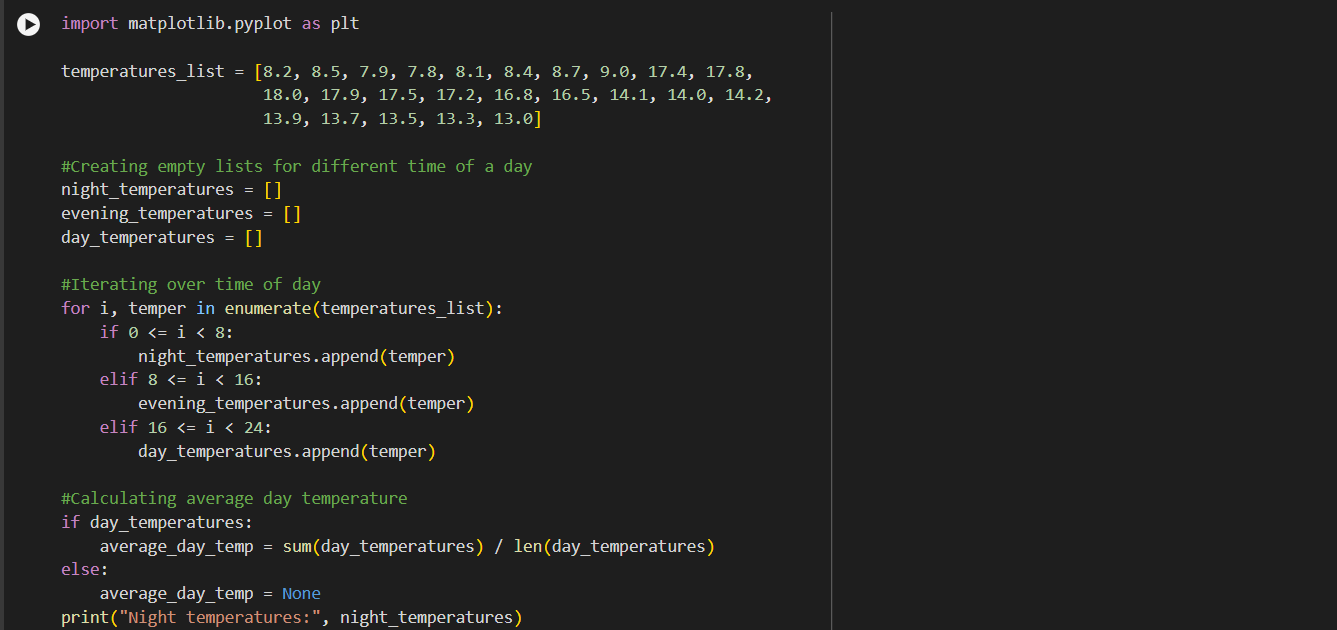 import matplotlib.pyplot as plt
temperatures_list = [8.2, 8.5, 7.9, 7.8, 8.1, 8.4, 8.7, 9.0, 17.4, 17.8,
18.0, 17.9, 17.5, 17.2, 16.8, 16.5, 14.1, 14.0, 14.2,
13.9, 13.7, 13.5, 13.3, 13.0]
#Creating empty lists for different time of a day
night_temperatures = []
evening_temperatures = []
day_temperatures = []
#Iterating over time of day
for i, temper in enumerate(temperatures_list):
    if 0 <= i < 8:
        night_temperatures.append(temper)
    elif 8 <= i < 16:
        evening_temperatures.append(temper)
    elif 16 <= i < 24:
        day_temperatures.append(temper)
#Calculating average day temperature
if day_temperatures:
    average_day_temp = sum(day_temperatures) / len(day_temperatures)
else:
    average_day_temp = None
print("Night temperatures:", night_temperatures)